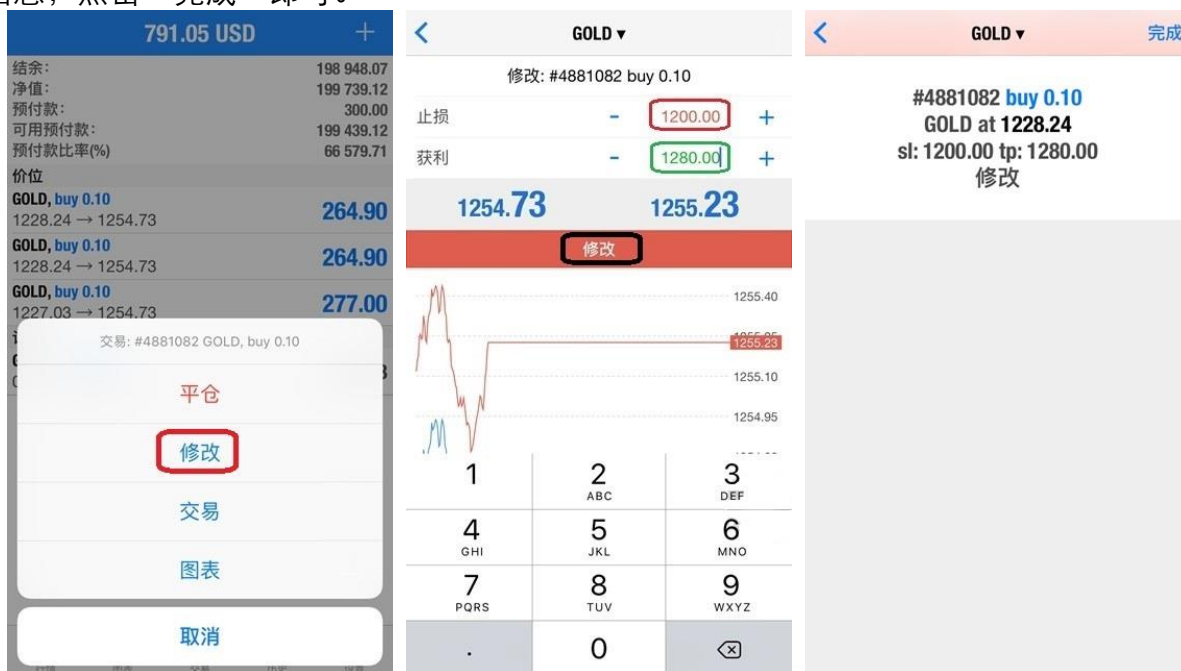 791.05 USD +
结余: 198 948.07
净值: 199 739.12
预付款: 300.00
可用预付款: 199 439.12
预付款比率(%) 66 579.71
价位
GOLD, buy 0.10
1228.24 → 1254.73 264.90
GOLD, buy 0.10
1228.24 → 1254.73 264.90
GOLD, buy 0.10
1227.03 → 1254.73 277.00
交易: #4881082 GOLD, buy 0.10
平仓
修改
交易
图表
取消
GOLD ▾
修改: #4881082 buy 0.10
止损 - 1200.00 +
获利 - 1280.00 +
1254.73 1255.23
修改
1255.40
1255.23
1255.10
1254.95
1 2 3
ABC DEF
4 5 6
GHI JKL MNO
7 8 9
PQRS TUV WXYZ
. 0
GOLD ▾ 完成
#4881082 buy 0.10
GOLD at 1228.24
sl: 1200.00 tp: 1280.00
修改